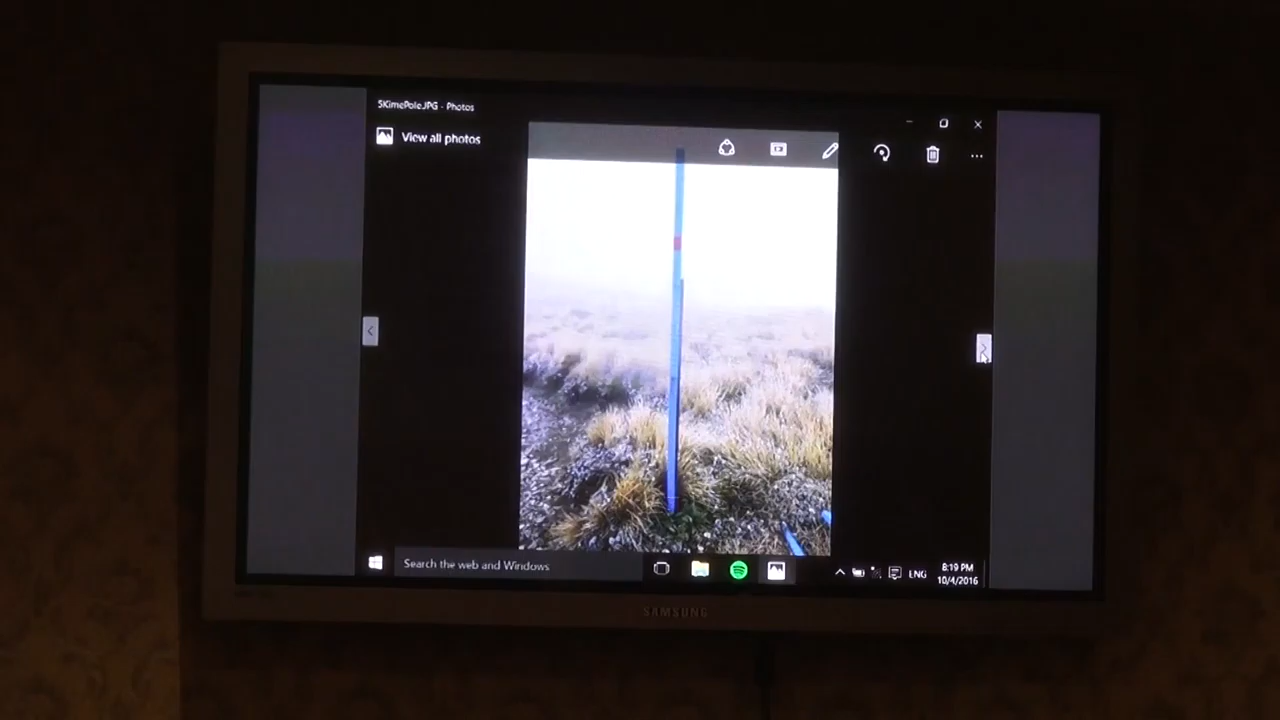 5KimePole.JPG - Photos
View all photos
Search the web and Windows
ENG
8:19 PM
10/4/2016
SAMSUNG